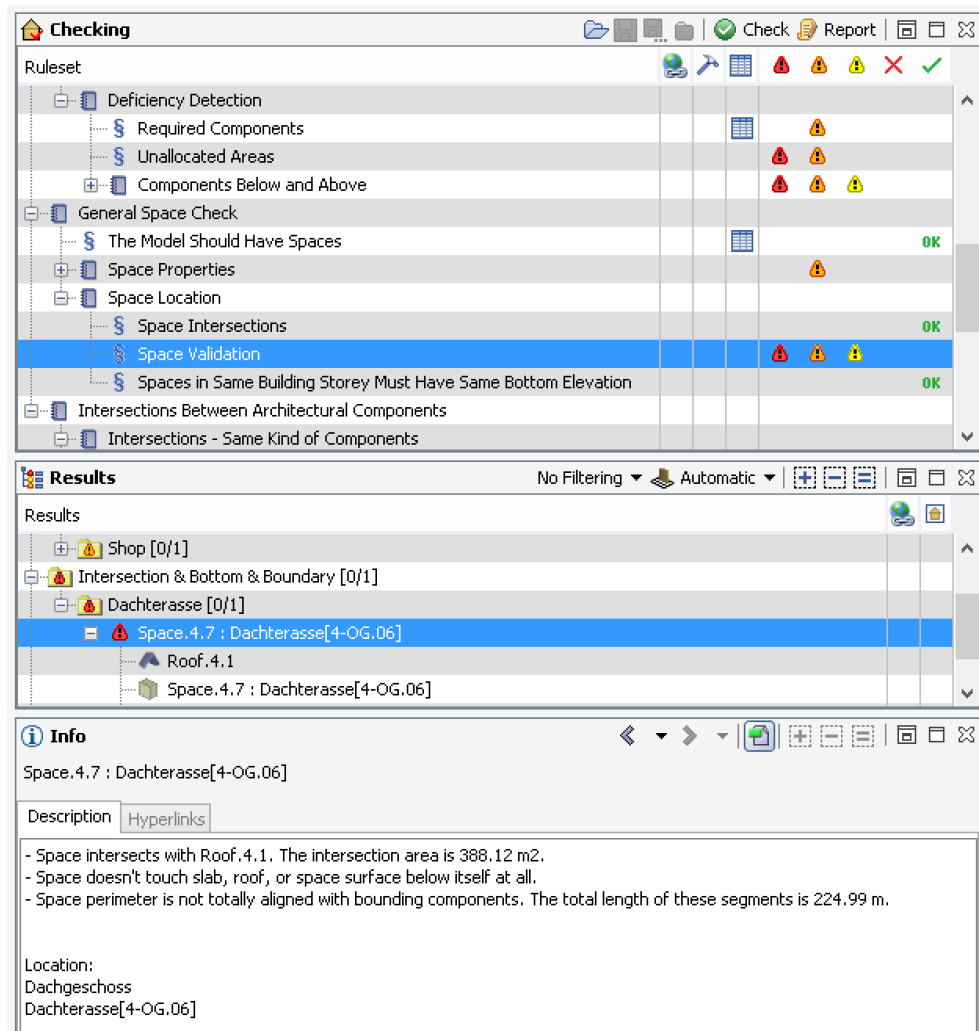 Checking
Check Report
Ruleset
Deficiency Detection
§ Required Components
§ Unallocated Areas
Components Below and Above
General Space Check
§ The Model Should Have Spaces OK
Space Properties
Space Location
§ Space Intersections OK
§ Space Validation
§ Spaces in Same Building Storey Must Have Same Bottom Elevation OK
Intersections Between Architectural Components
Intersections - Same Kind of Components
Results No Filtering Automatic
Results
Shop [0/1]
Intersection & Bottom & Boundary [0/1]
Dachterasse [0/1]
Space.4.7 : Dachterasse[4-OG.06]
Roof.4.1
Space.4.7 : Dachterasse[4-OG.06]
Info
Space.4.7 : Dachterasse[4-OG.06]
Description Hyperlinks
- Space intersects with Roof.4.1. The intersection area is 388.12 m2.
- Space doesn't touch slab, roof, or space surface below itself at all.
- Space perimeter is not totally aligned with bounding components. The total length of these segments is 224.99 m.
Location:
Dachgeschoss
Dachterasse[4-OG.06]